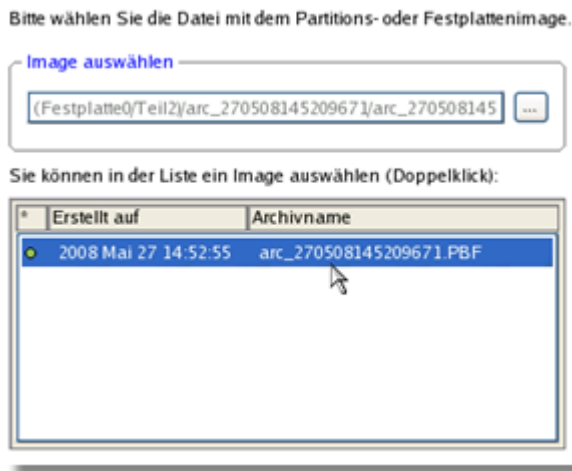 Bitte wählen Sie die Datei mit dem Partitions- oder Festplattenimage.
Image auswählen
(Festplatte0/Teil2)/arc_270508145209671/arc_270508145 ...
Sie können in der Liste ein Image auswählen (Doppelklick):
* Erstellt auf Archivname
2008 Mai 27 14:52:55 arc_270508145209671.PBF